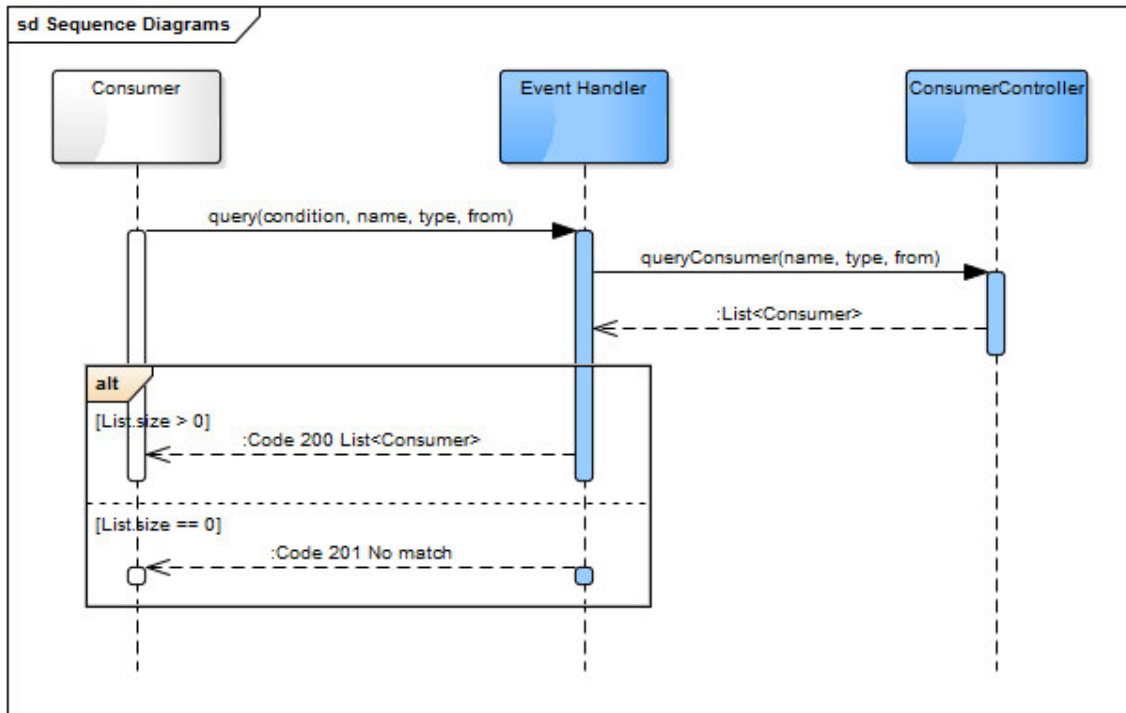 sd Sequence Diagrams
Consumer
Event Handler
ConsumerController
query(condition, name, type, from)
queryConsumer(name, type, from)
:List<Consumer>
alt
[List.size > 0]
:Code 200 List<Consumer>
[List.size == 0]
:Code 201 No match